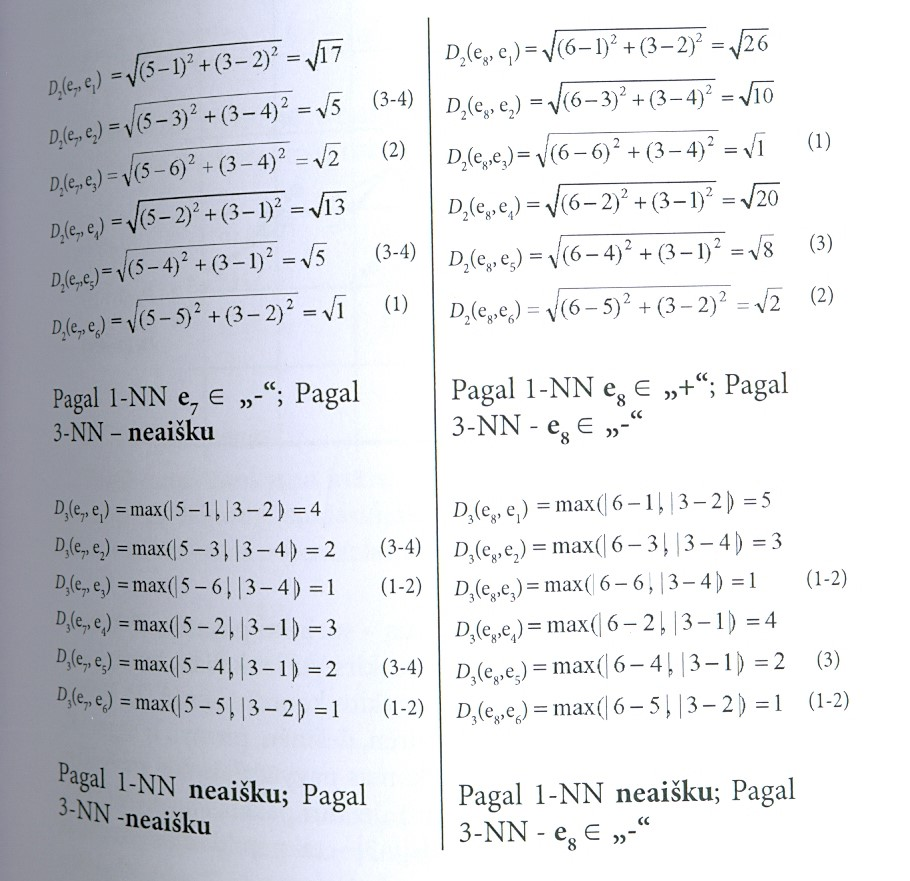 D₂(e₇, e₁) = √((5−1)² + (3−2)²) = √17
D₂(e₇, e₂) = √((5−3)² + (3−4)²) = √5 (3-4)
D₂(e₇, e₃) = √((5−6)² + (3−4)²) = √2 (2)
D₂(e₇, e₄) = √((5−2)² + (3−1)²) = √13
D₂(e₇, e₅) = √((5−4)² + (3−1)²) = √5 (3-4)
D₂(e₇, e₆) = √((5−5)² + (3−2)²) = √1 (1)
Pagal 1-NN e₇ ∈ „-“; Pagal
3-NN – neaišku
D₃(e₇, e₁) = max(|5−1|, |3−2|) = 4
D₃(e₇, e₂) = max(|5−3|, |3−4|) = 2 (3-4)
D₃(e₇, e₃) = max(|5−6|, |3−4|) = 1 (1-2)
D₃(e₇, e₄) = max(|5−2|, |3−1|) = 3
D₃(e₇, e₅) = max(|5−4|, |3−1|) = 2 (3-4)
D₃(e₇, e₆) = max(|5−5|, |3−2|) = 1 (1-2)
Pagal 1-NN neaišku; Pagal
3-NN -neaišku
D₂(e₈, e₁) = √((6−1)² + (3−2)²) = √26
D₂(e₈, e₂) = √((6−3)² + (3−4)²) = √10
D₂(e₈,e₃) = √((6−6)² + (3−4)²) = √1 (1)
D₂(e₈, e₄) = √((6−2)² + (3−1)²) = √20
D₂(e₈, e₅) = √((6−4)² + (3−1)²) = √8 (3)
D₂(e₈,e₆) = √((6−5)² + (3−2)²) = √2 (2)
Pagal 1-NN e₈ ∈ „+“; Pagal
3-NN - e₈ ∈ „-“
D₃(e₈, e₁) = max(|6−1|, |3−2|) = 5
D₃(e₈,e₂) = max(|6−3|, |3−4|) = 3
D₃(e₈,e₃) = max(|6−6|, |3−4|) = 1 (1-2)
D₃(e₈,e₄) = max(|6−2|, |3−1|) = 4
D₃(e₈,e₅) = max(|6−4|, |3−1|) = 2 (3)
D₃(e₈,e₆) = max(|6−5|, |3−2|) = 1 (1-2)
Pagal 1-NN neaišku; Pagal
3-NN - e₈ ∈ „-“